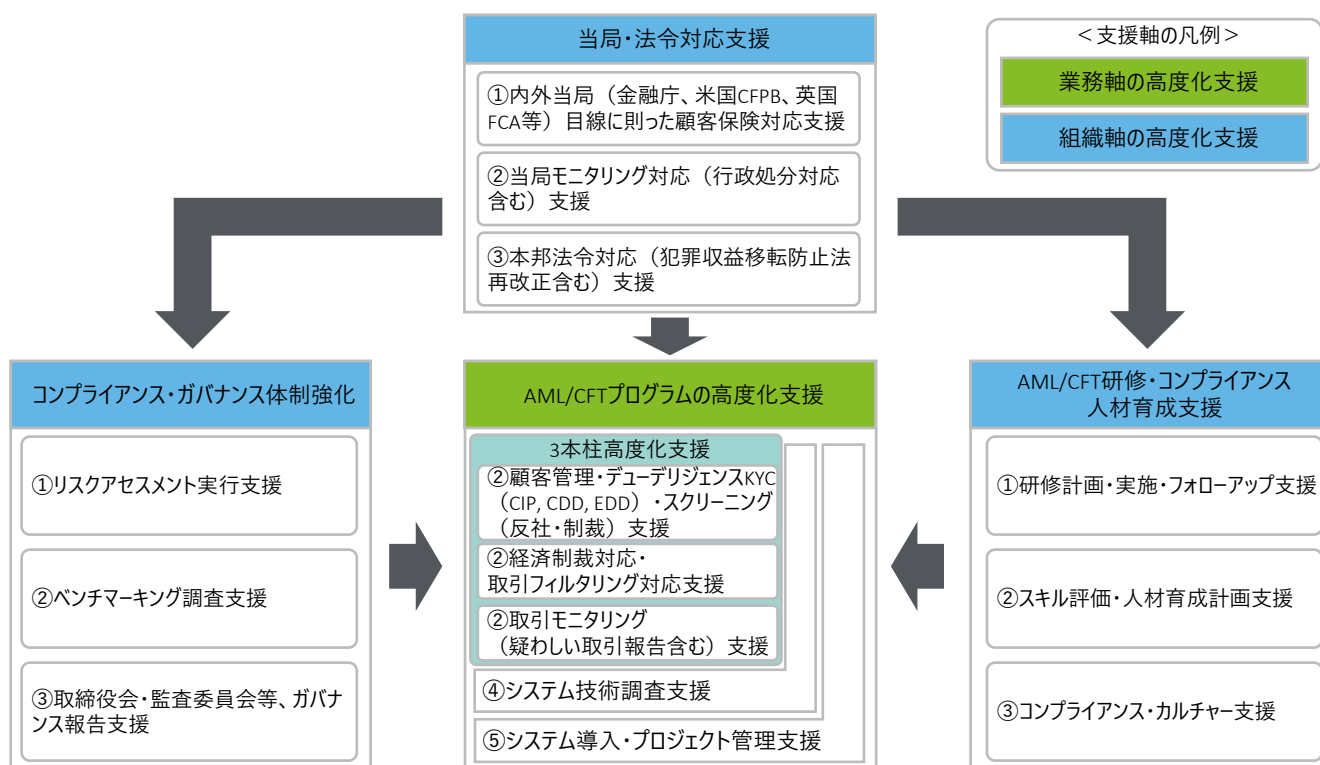 当局・法令対応支援
①内外当局（金融庁、米国CFPB、英国
FCA等）目線に則った顧客保険対応支援
②当局モニタリング対応（行政処分対応
含む）支援
③本邦法令対応（犯罪収益移転防止法
再改正含む）支援
＜支援軸の凡例＞
業務軸の高度化支援
組織軸の高度化支援
コンプライアンス・ガバナンス体制強化
①リスクアセスメント実行支援
②ベンチマーキング調査支援
③取締役会・監査委員会等、ガバナ
ンス報告支援
AML/CFTプログラムの高度化支援
3本柱高度化支援
②顧客管理・デューデリジェンスKYC
（CIP, CDD, EDD）・スクリーニング
（反社・制裁）支援
②経済制裁対応・
取引フィルタリング対応支援
②取引モニタリング
（疑わしい取引報告含む）支援
④システム技術調査支援
⑤システム導入・プロジェクト管理支援
AML/CFT研修・コンプライアンス
人材育成支援
①研修計画・実施・フォローアップ支援
②スキル評価・人材育成計画支援
③コンプライアンス・カルチャー支援